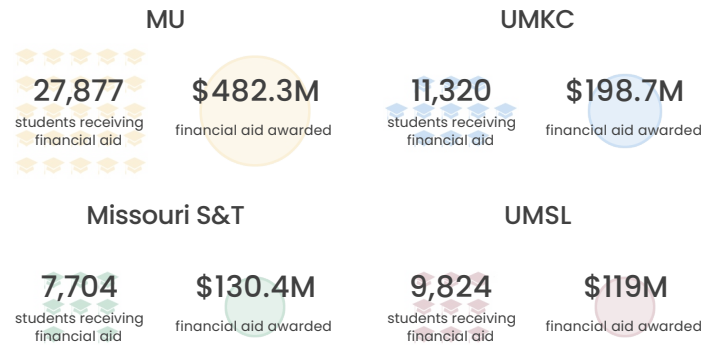 MU
27,877
students receiving
financial aid
$482.3M
financial aid awarded
UMKC
11,320
students receiving
financial aid
$198.7M
financial aid awarded
Missouri S&T
7,704
students receiving
financial aid
$130.4M
financial aid awarded
UMSL
9,824
students receiving
financial aid
$119M
financial aid awarded